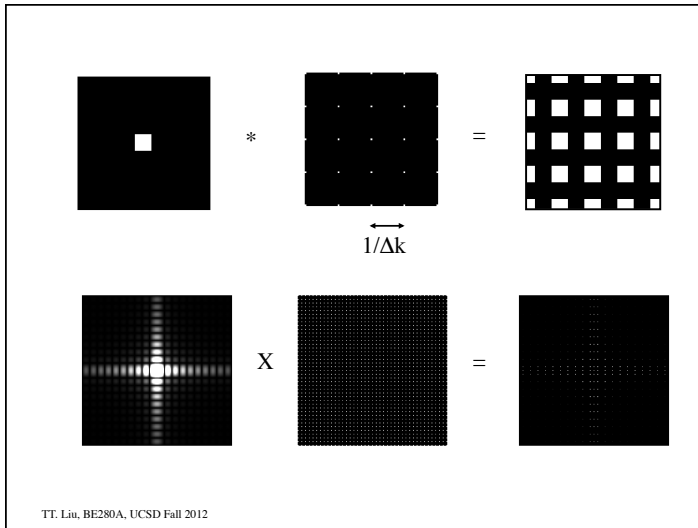 * =
1/Δk
X =
TT. Liu, BE280A, UCSD Fall 2012